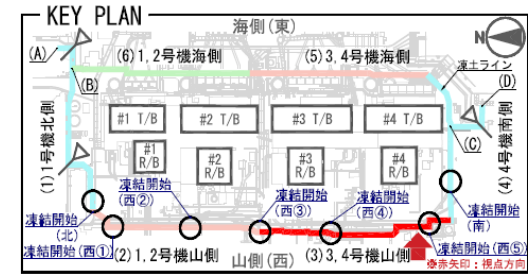 KEY PLAN
海側(東)
N
(A)
(6)1,2号機海側
(5)3,4号機海側
凍土ライン
(B)
(D)
#1 T/B
#2 T/B
#3 T/B
#4 T/B
(C)
(1)1号機北側
(4)4号機南側
#1
R/B
#2
R/B
#3
R/B
#4
R/B
凍結開始
(西②)
凍結開始
(西③)
凍結開始
(西④)
凍結開始
(南)
凍結開始
(北)
凍結開始(西①)
(2)1,2号機山側
(3)3,4号機山側
凍結開始(西⑤)
山側(西)
※赤矢印:視点方向